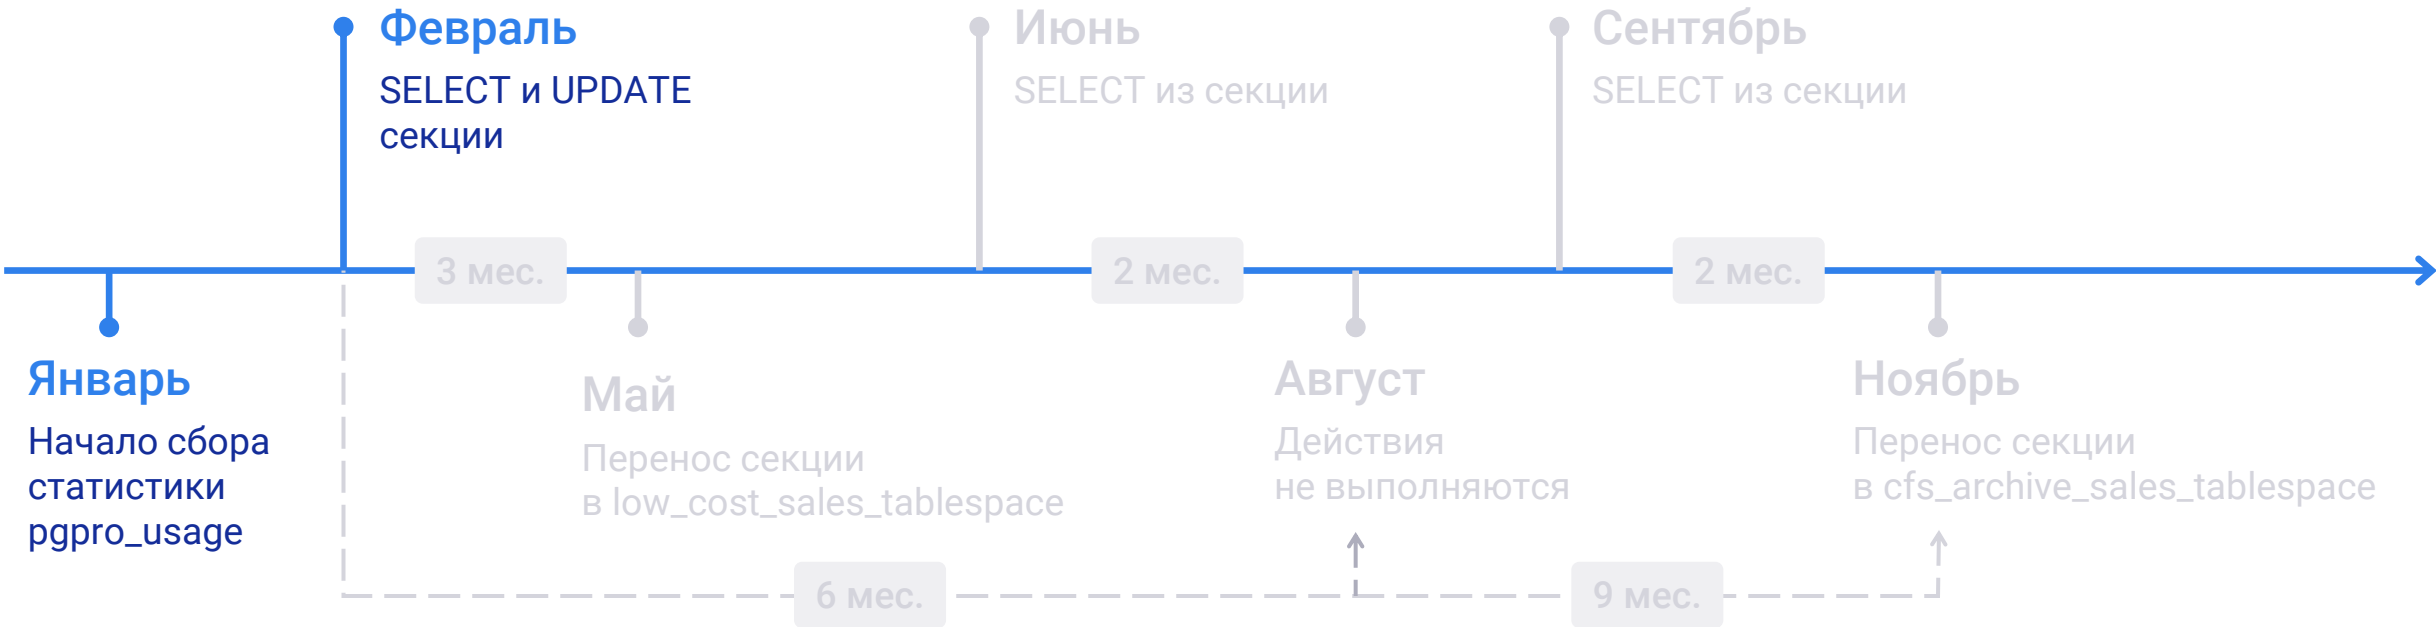 Февраль
SELECT и UPDATE
секции
Июнь
SELECT из секции
Сентябрь
SELECT из секции
3 мес.
2 мес.
2 мес.
Январь
Начало сбора
статистики
pgpro_usage
Май
Перенос секции
в low_cost_sales_tablespace
Август
Действия
не выполняются
Ноябрь
Перенос секции
в cfs_archive_sales_tablespace
6 мес.
9 мес.